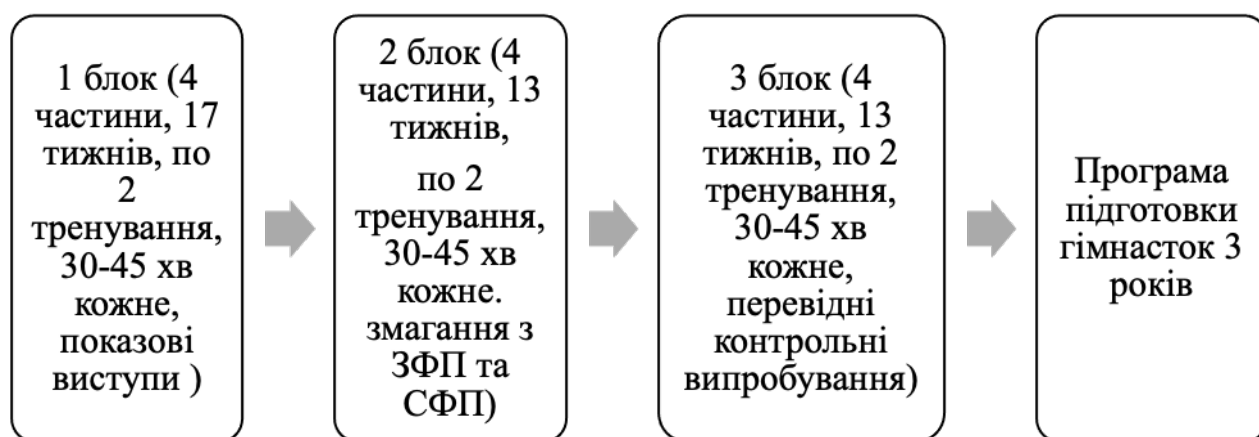 1 блок (4
частини, 17
тижнів, по
2
тренування,
30-45 хв
кожне,
показові
виступи )
2 блок (4
частини, 13
тижнів,
по 2
тренування,
30-45 хв
кожне.
змагання з
ЗФП та
СФП)
3 блок (4
частини, 13
тижнів, по 2
тренування,
30-45 хв
кожне,
перевідні
контрольні
випробування)
Програма
підготовки
гімнасток 3
років